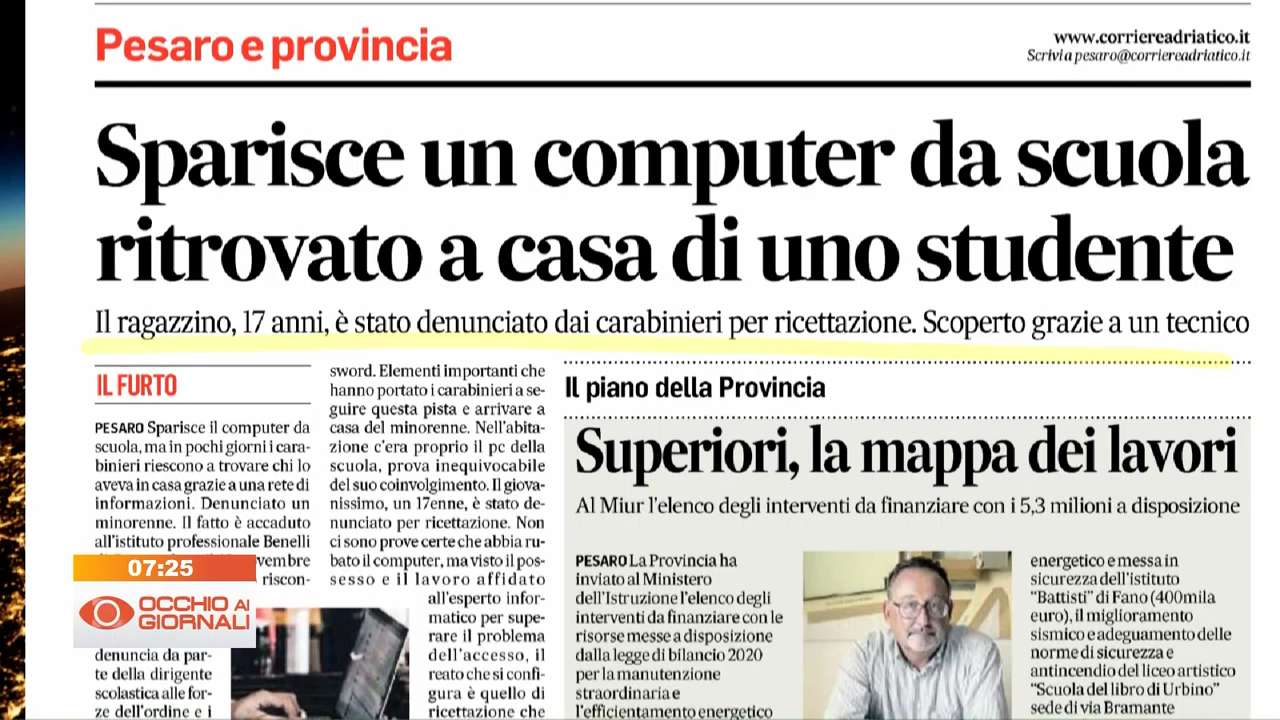 Pesaro e provincia
www.corriereadriatico.it
Scrivi a pesaro@corriereadriatico.it
Sparisce un computer da scuola
ritrovato a casa di uno studente
Il ragazzino, 17 anni, è stato denunciato dai carabinieri per ricettazione. Scoperto grazie a un tecnico
IL FURTO
PESARO Sparisce il computer da
scuola, ma in pochi giorni i cara-
binieri riescono a trovare chi lo
aveva in casa grazie a una rete di
informazioni. Denunciato un
minorenne. Il fatto è accaduto
all'istituto professionale Benelli
vembre
riscon-
denuncia da par-
te della dirigente
scolastica alle for-
ze dell'ordine e i
sword. Elementi importanti che
hanno portato i carabinieri a se-
guire questa pista e arrivare a
casa del minorenne. Nell'abita-
zione c'era proprio il pc della
scuola, prova inequivocabile
del suo coinvolgimento. Il giova-
nissimo, un 17enne, è stato de-
nunciato per ricettazione. Non
ci sono prove certe che abbia ru-
bato il computer, ma visto il pos-
sesso e il lavoro affidato
all'esperto infor-
matico per supe-
rare il problema
dell'accesso, il
reato che si confi-
gura è quello di
ricettazione che
Il piano della Provincia
Superiori, la mappa dei lavori
Al Miur l'elenco degli interventi da finanziare con i 5,3 milioni a disposizione
PESARO La Provincia ha
inviato al Ministero
dell'Istruzione l'elenco degli
interventi da finanziare con le
risorse messe a disposizione
dalla legge di bilancio 2020
per la manutenzione
straordinaria e
l'efficientamento energetico
energetico e messa in
sicurezza dell'istituto
"Battisti" di Fano (400mila
euro), il miglioramento
sismico e adeguamento delle
norme di sicurezza e
antincendio del liceo artistico
"Scuola del libro di Urbino"
sede di via Bramante
07:25
OCCHIO AI
GIORNALI